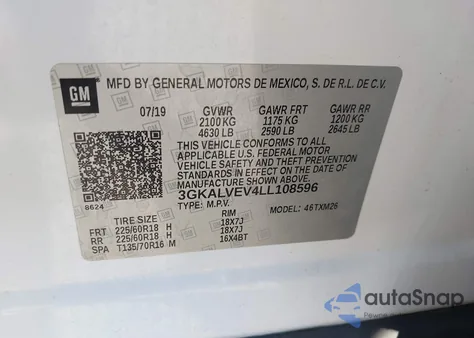 GM
MFD BY GENERAL MOTORS DE MEXICO, S. DE R.L. DE C.V.
07/19 GVWR GAWR FRT GAWR RR
2100 KG 1175 KG 1200 KG
4630 LB 2590 LB 2645 LB
THIS VEHICLE CONFORMS TO ALL
APPLICABLE U.S. FEDERAL MOTOR
VEHICLE SAFETY AND THEFT PREVENTION
STANDARDS IN EFFECT ON THE DATE OF
MANUFACTURE SHOWN ABOVE.
3GKALVEV4LL108596
8624
TYPE: M.P.V. MODEL: 46TXM26
TIRE SIZE RIM
FRT 225/60R18 H 18X7J
RR 225/60R18 H 18X7J
SPA T135/70R16 M 16X4BT
autoSnap